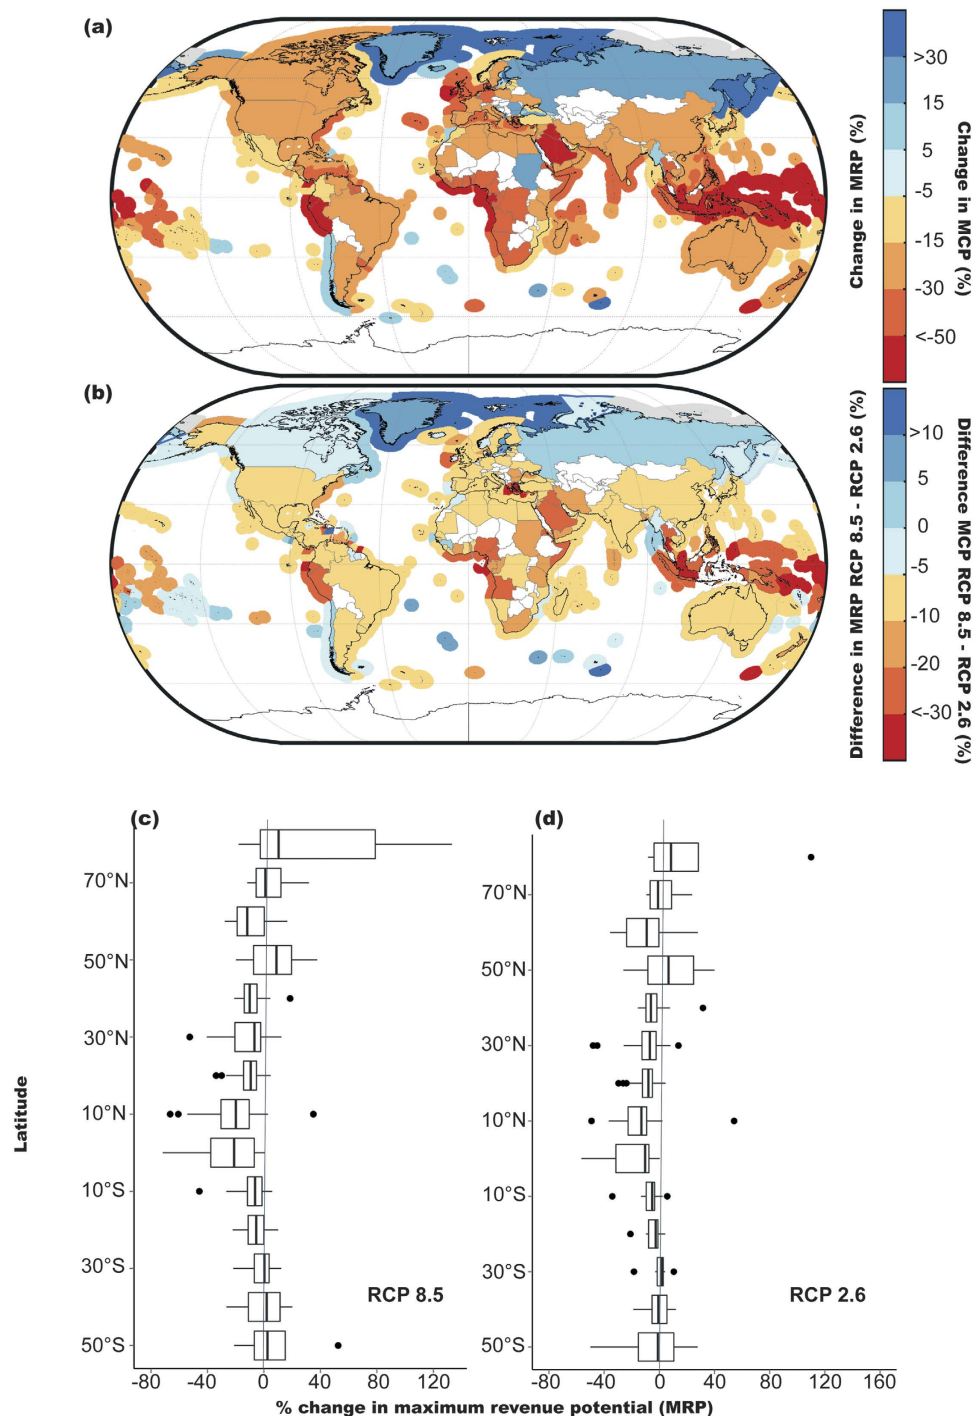 (a)
>30
15
5
-5
-15
-30
<-50
Change in MRP (%)
Change in MCP (%)
(b)
>10
5
0
-5
-10
-20
<-30
Difference in MRP RCP 8.5 - RCP 2.6 (%)
Difference MCP RCP 8.5 - RCP 2.6 (%)
(c)
70°N
50°N
30°N
10°N
10°S
30°S
50°S
Latitude
RCP 8.5
-80
-40
0
40
80
120
(d)
70°N
50°N
30°N
10°N
10°S
30°S
50°S
RCP 2.6
-80
-40
0
40
80
120
160
% change in maximum revenue potential (MRP)